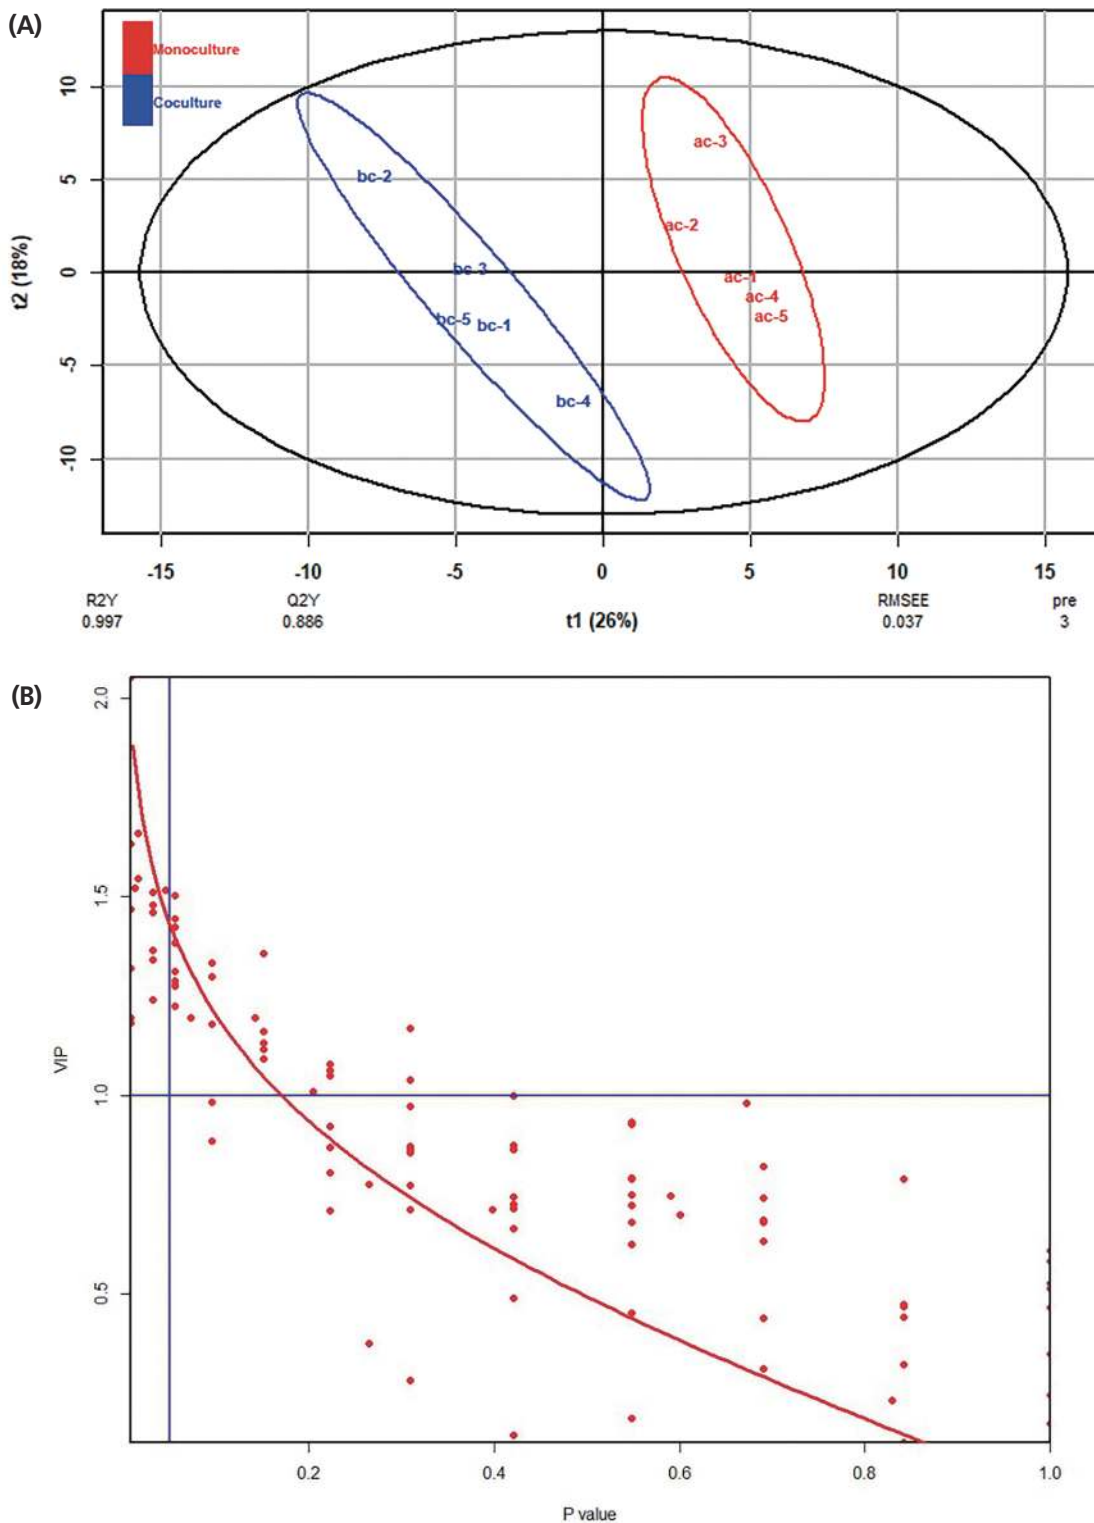 (A)
Monoculture
Coculture
t2 (18%)
10
5
0
-5
-10
ac-3
bc-2
ac-2
bc-3
ac-1
ac-4
ac-5
bc-5
bc-1
bc-4
-15 -10 -5 0 5 10 15
R2Y Q2Y RMSEE pre
0.997 0.886 t1 (26%) 0.037 3
(B)
VIP
2.0
1.5
1.0
0.5
0.2 0.4 0.6 0.8 1.0
P value